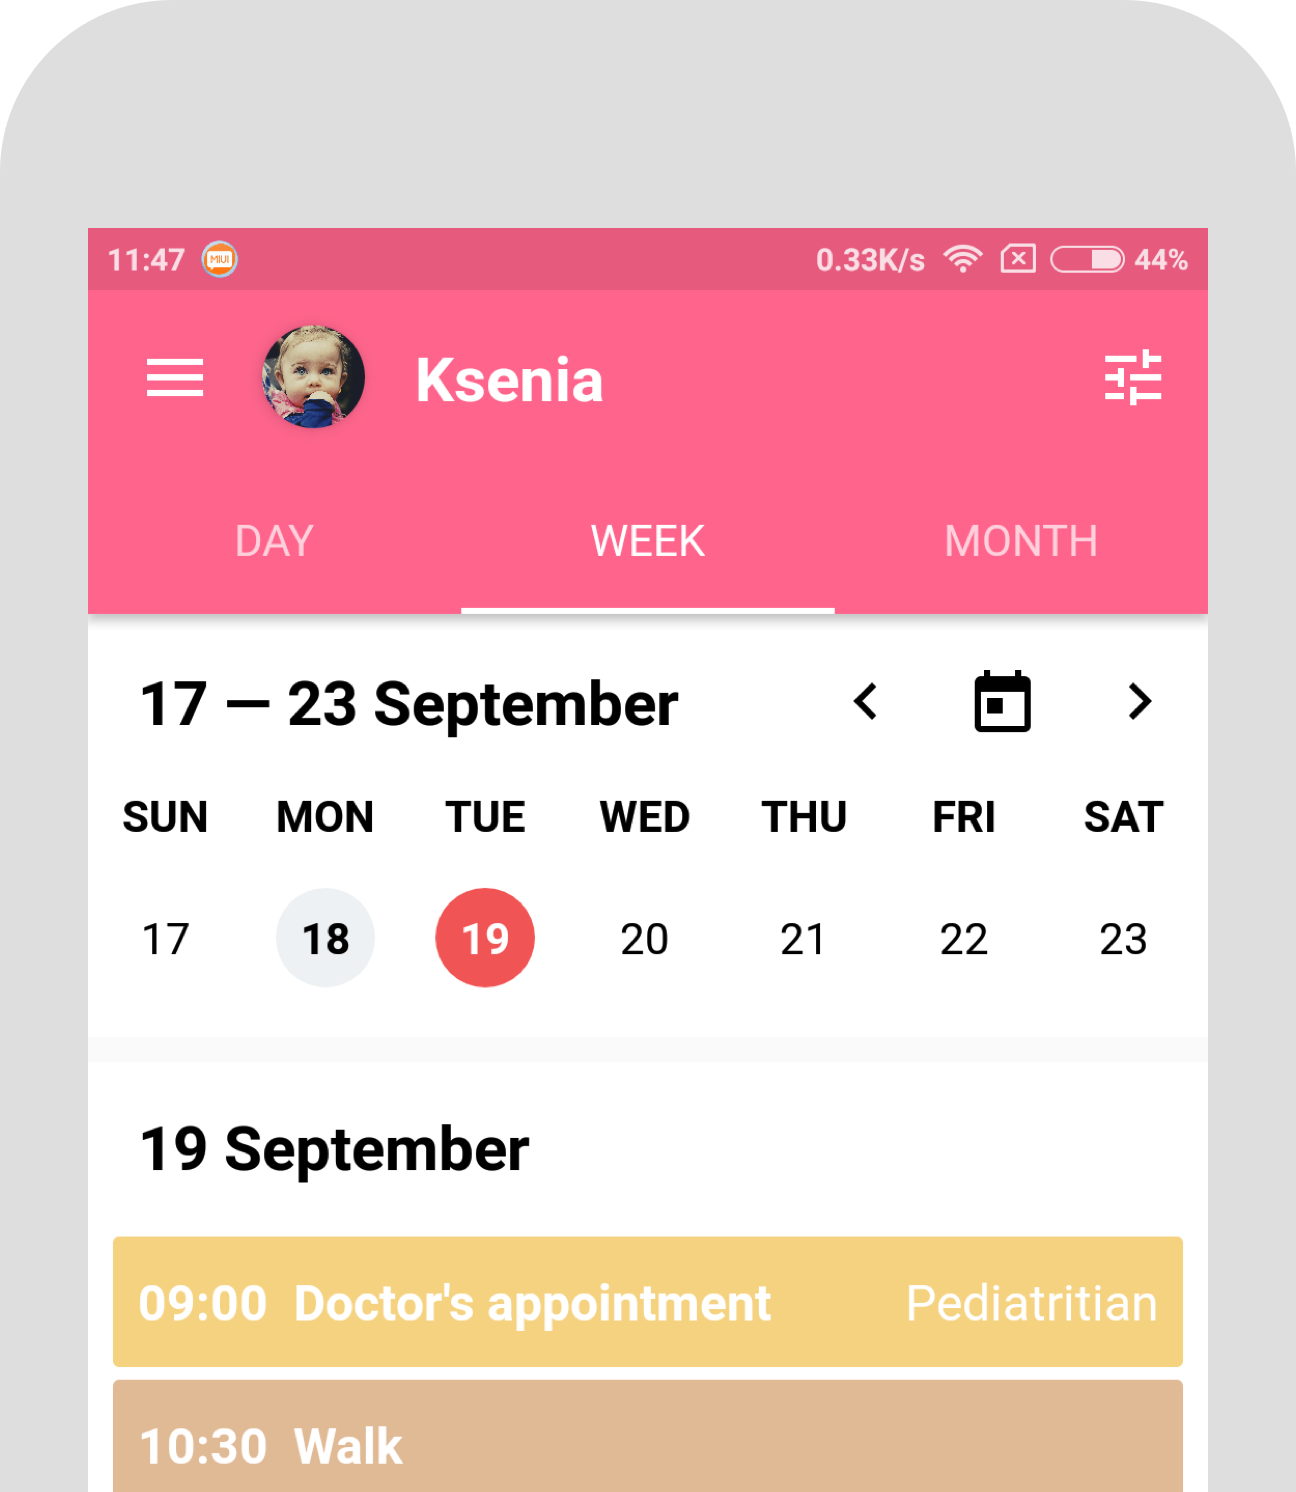 11:47 MIUI 0.33K/s 44%
Ksenia
DAY WEEK MONTH
17 — 23 September
SUN MON TUE WED THU FRI SAT
17 18 19 20 21 22 23
19 September
09:00 Doctor's appointment Pediatritian
10:30 Walk